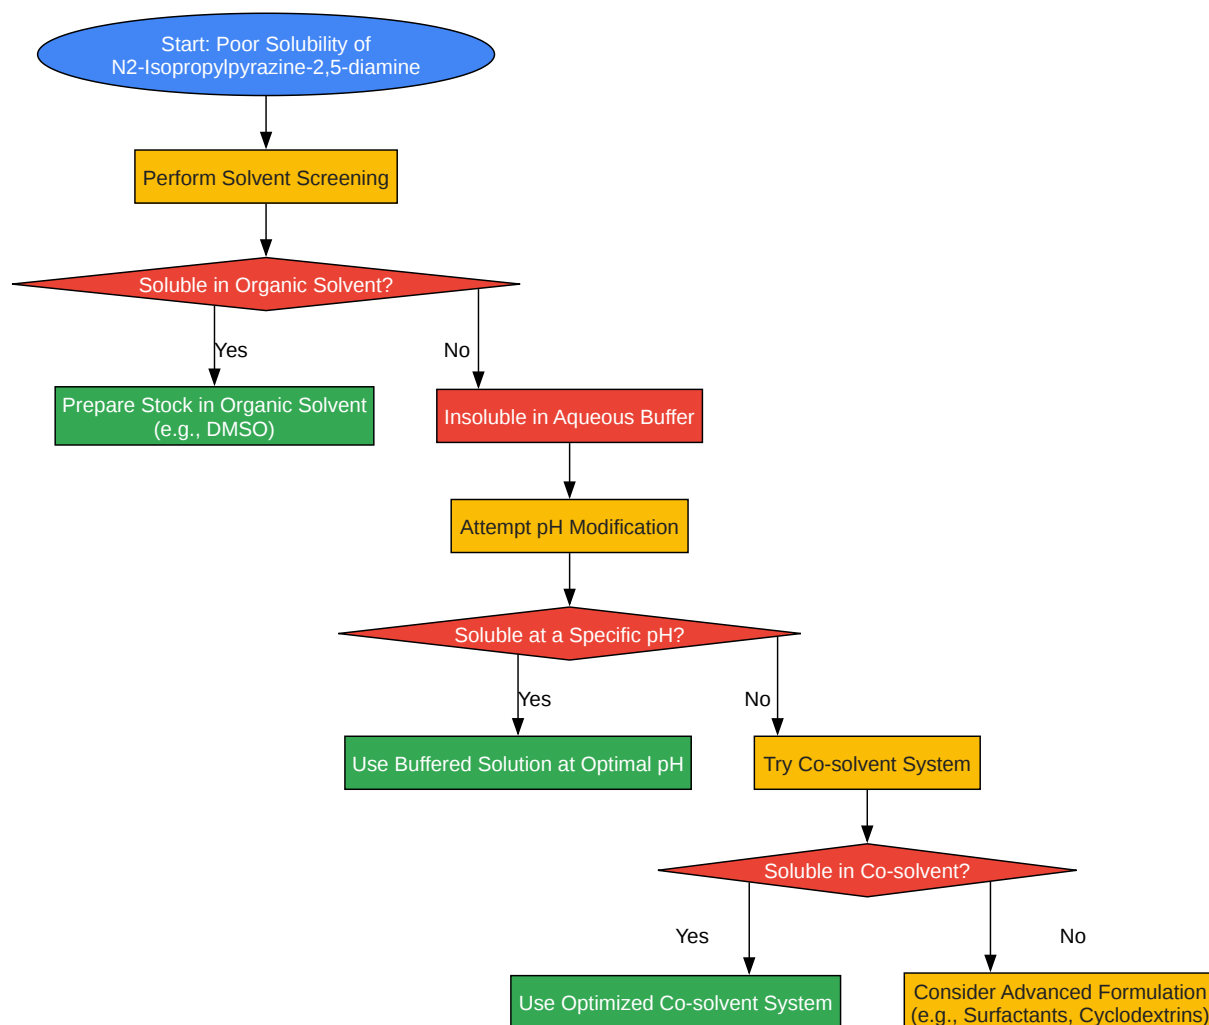 Start: Poor Solubility of
N2-Isopropylpyrazine-2,5-diamine
Perform Solvent Screening
Soluble in Organic Solvent?
Yes
No
Prepare Stock in Organic Solvent
(e.g., DMSO)
Insoluble in Aqueous Buffer
Attempt pH Modification
Soluble at a Specific pH?
Yes
No
Use Buffered Solution at Optimal pH
Try Co-solvent System
Soluble in Co-solvent?
Yes
No
Use Optimized Co-solvent System
Consider Advanced Formulation
(e.g., Surfactants, Cyclodextrins)